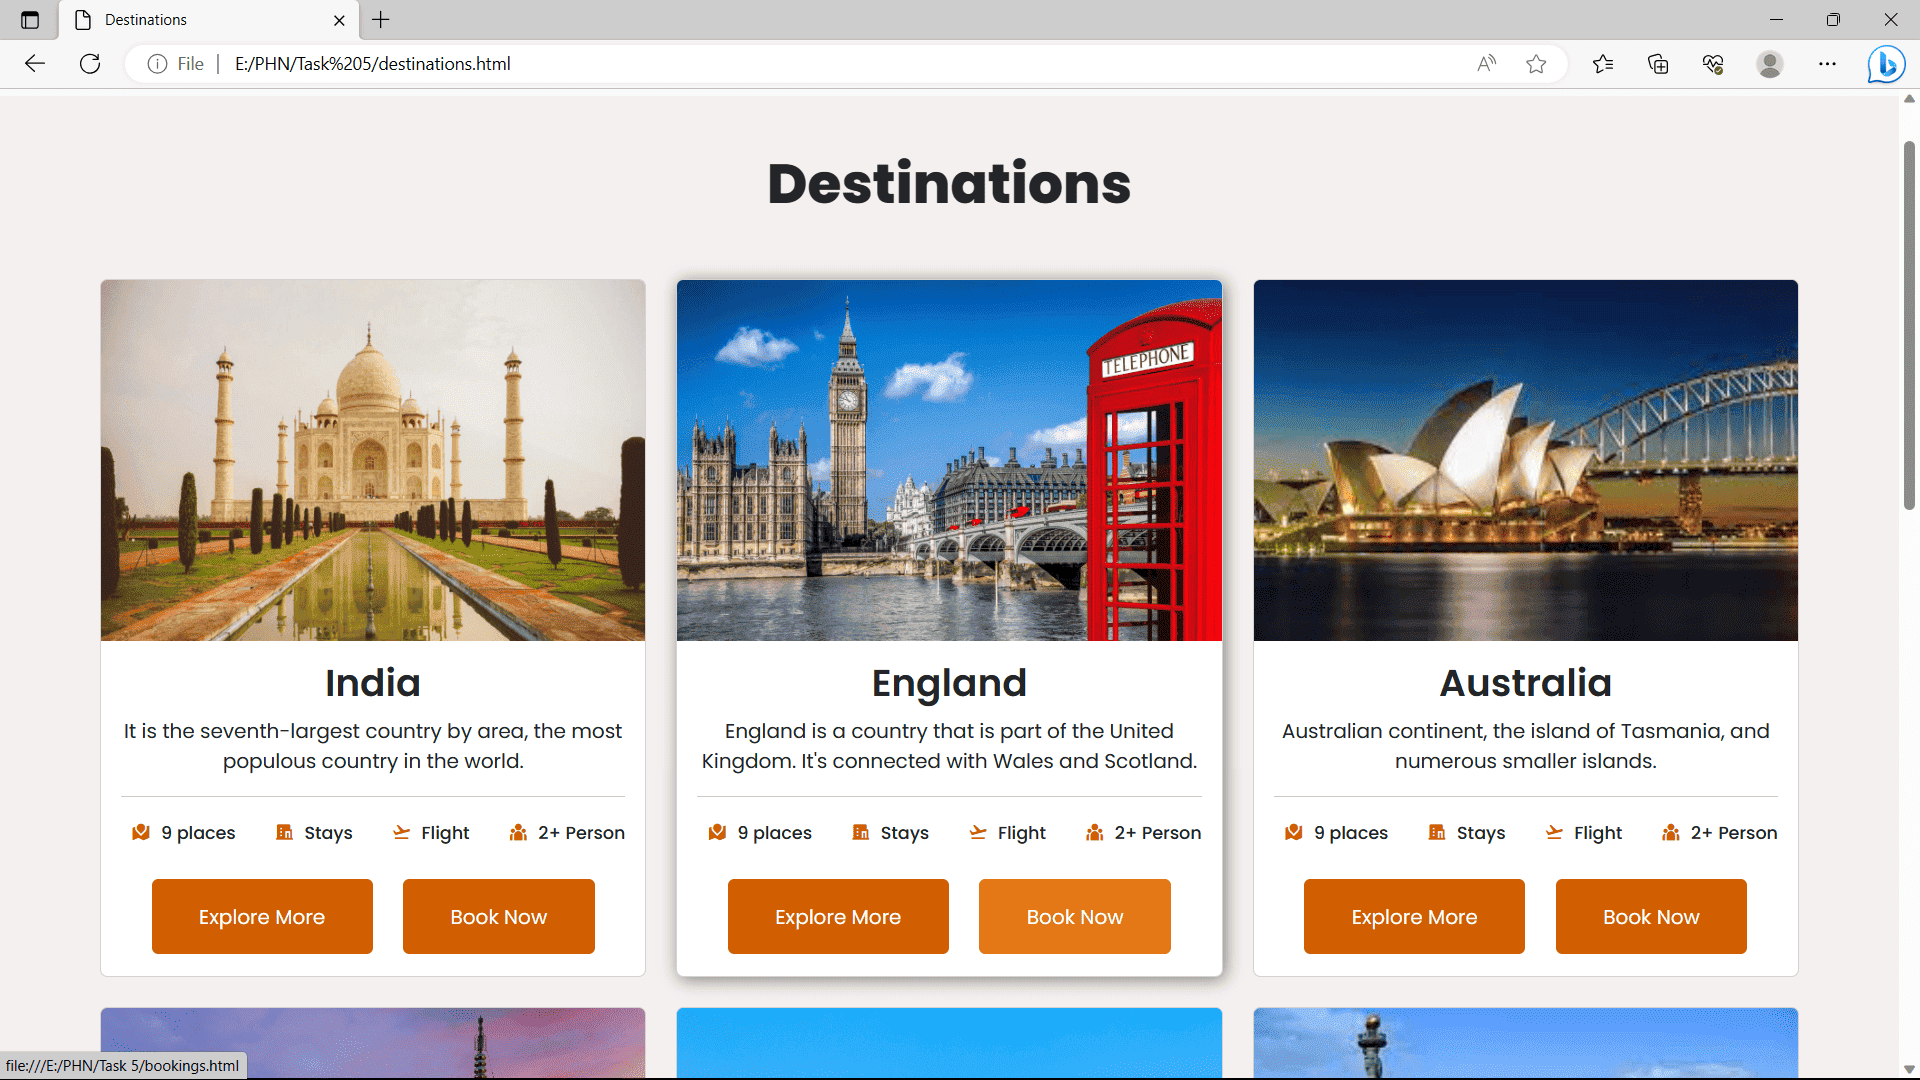 Destinations
File
E:/PHN/Task%205/destinations.html
Destinations
TELEPHONE
India
It is the seventh-largest country by area, the most
populous country in the world.
9 places Stays Flight 2+ Person
Explore More Book Now
England
England is a country that is part of the United
Kingdom. It's connected with Wales and Scotland.
9 places Stays Flight 2+ Person
Explore More Book Now
Australia
Australian continent, the island of Tasmania, and
numerous smaller islands.
9 places Stays Flight 2+ Person
Explore More Book Now
file:///E:/PHN/Task 5/bookings.html